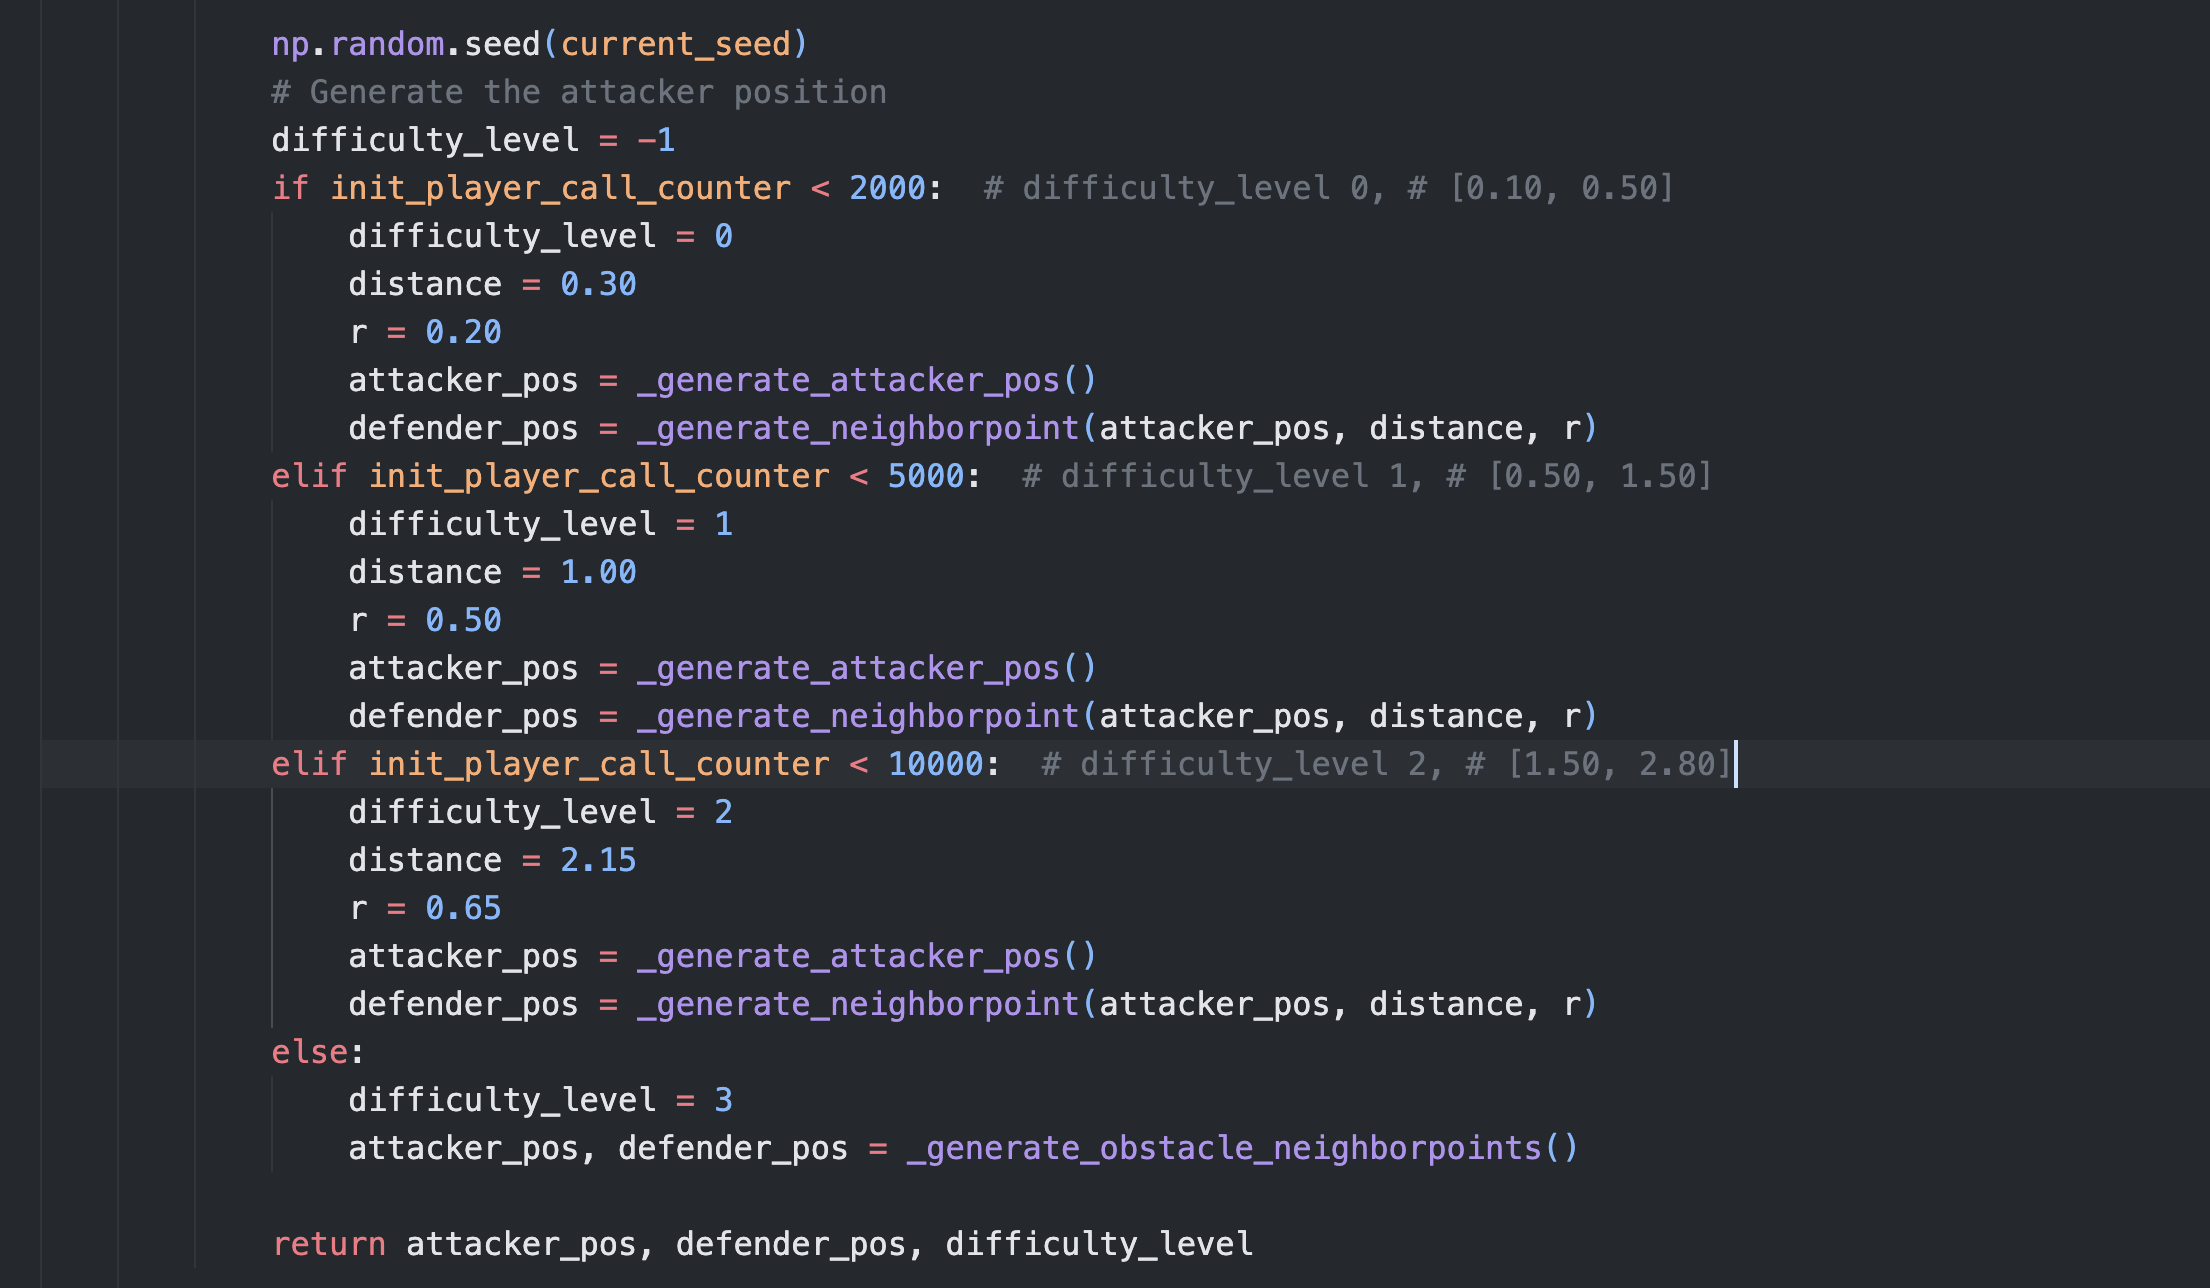 np.random.seed(current_seed)
# Generate the attacker position
difficulty_level = -1
if init_player_call_counter < 2000:  # difficulty_level 0, # [0.10, 0.50]
    difficulty_level = 0
    distance = 0.30
    r = 0.20
    attacker_pos = _generate_attacker_pos()
    defender_pos = _generate_neighborpoint(attacker_pos, distance, r)
elif init_player_call_counter < 5000:  # difficulty_level 1, # [0.50, 1.50]
    difficulty_level = 1
    distance = 1.00
    r = 0.50
    attacker_pos = _generate_attacker_pos()
    defender_pos = _generate_neighborpoint(attacker_pos, distance, r)
elif init_player_call_counter < 10000:  # difficulty_level 2, # [1.50, 2.80]
    difficulty_level = 2
    distance = 2.15
    r = 0.65
    attacker_pos = _generate_attacker_pos()
    defender_pos = _generate_neighborpoint(attacker_pos, distance, r)
else:
    difficulty_level = 3
    attacker_pos, defender_pos = _generate_obstacle_neighborpoints()

return attacker_pos, defender_pos, difficulty_level